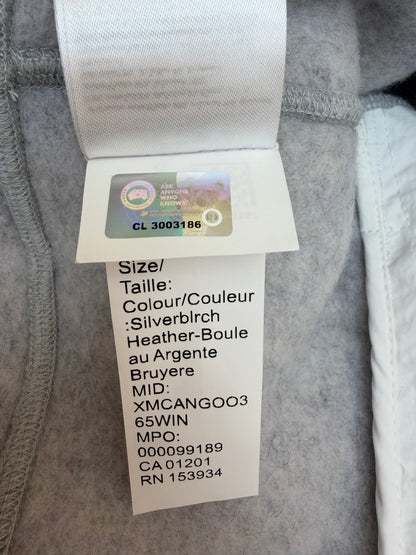 ASK
ANYONE
WHO
KNOWS.
CL 3003186
Size/
Taille:
Colour/Couleur
:Silverblrch
Heather-Boule
au Argente
Bruyere
MID:
XMCANGOO3
65WIN
MPO:
000099189
CA 01201
RN 153934